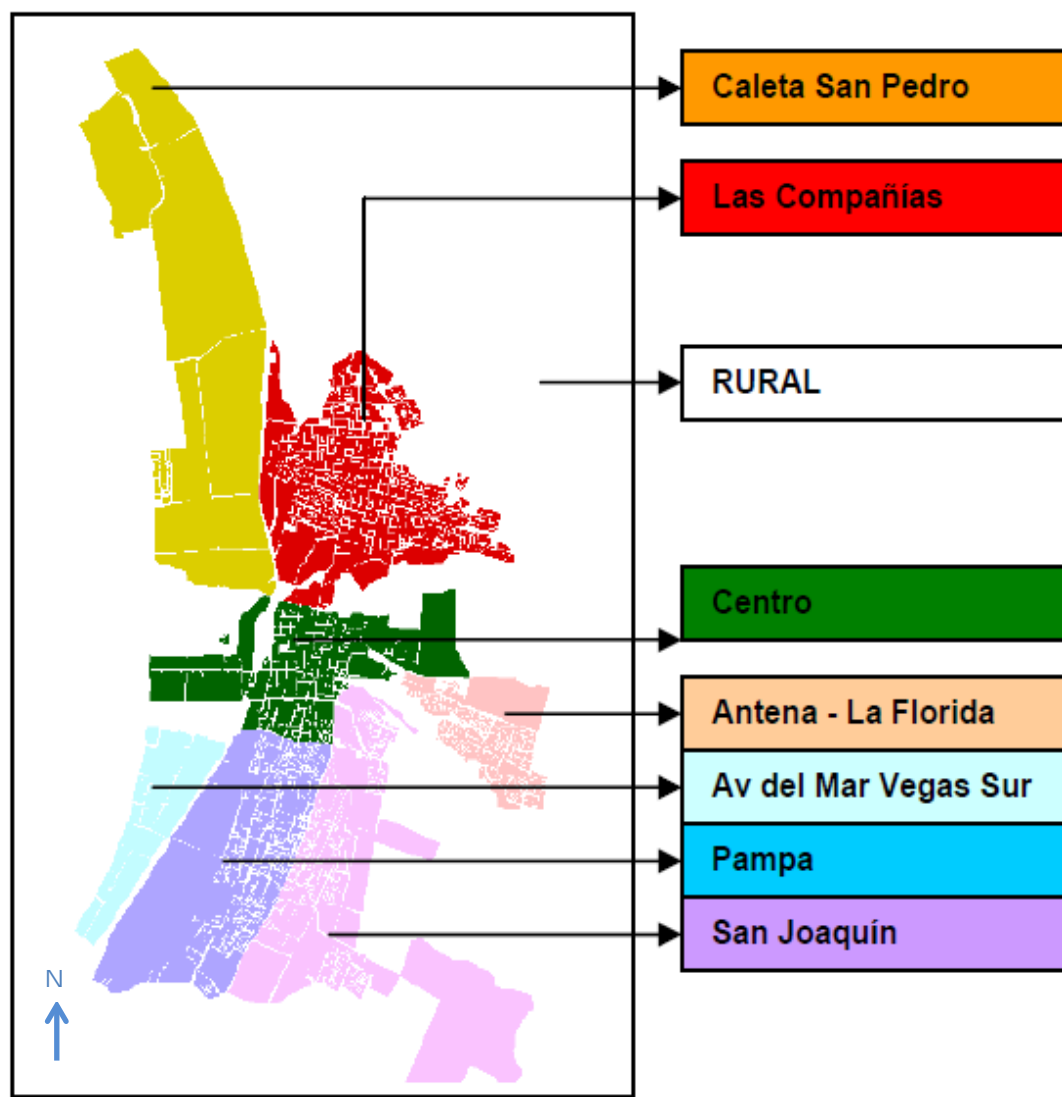 Caleta San Pedro
Las Compañías
RURAL
Centro
Antena - La Florida
Av del Mar Vegas Sur
Pampa
San Joaquín
N